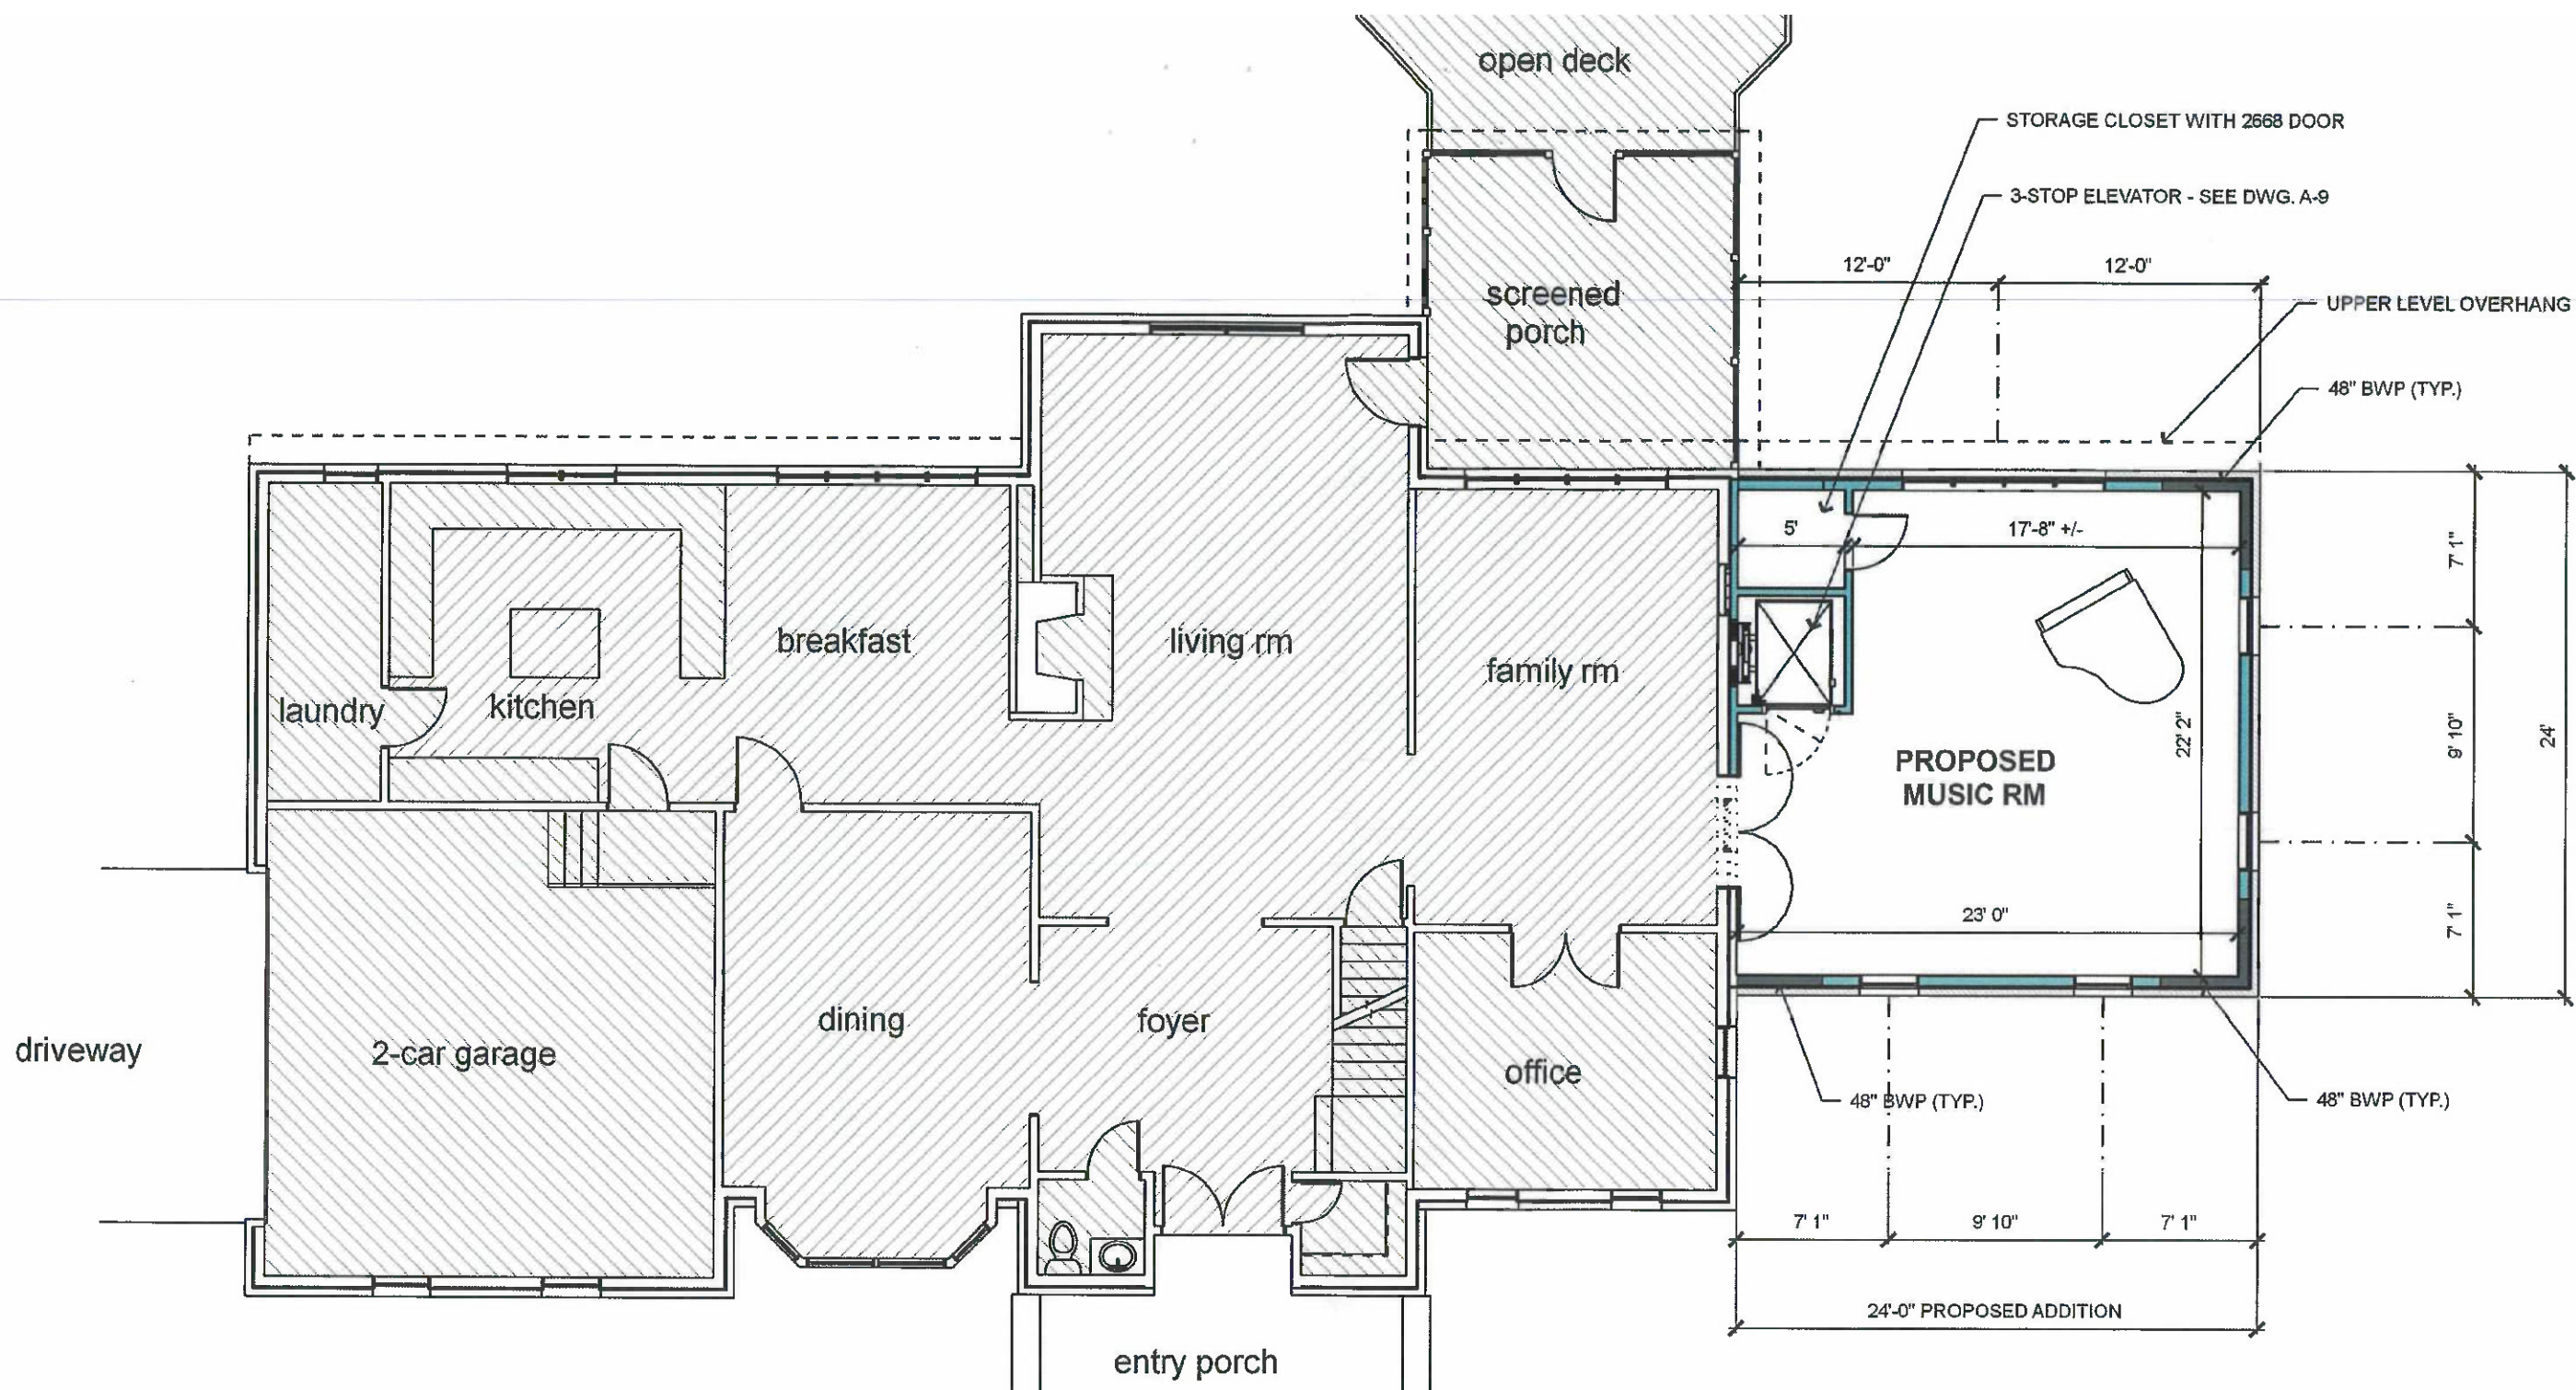 open deck
STORAGE CLOSET WITH 2668 DOOR
3-STOP ELEVATOR - SEE DWG. A-9
12'-0"
12'-0"
screened
porch
UPPER LEVEL OVERHANG
48" BWP (TYP.)
5'
17'-8" +/-
7' 1"
breakfast
living rm
family rm
laundry
kitchen
22' 2"
9' 10"
24'
PROPOSED
MUSIC RM
23' 0"
7' 1"
driveway
2-car garage
dining
foyer
office
48" BWP (TYP.)
48" BWP (TYP.)
7' 1"
9' 10"
7' 1"
24'-0" PROPOSED ADDITION
entry porch